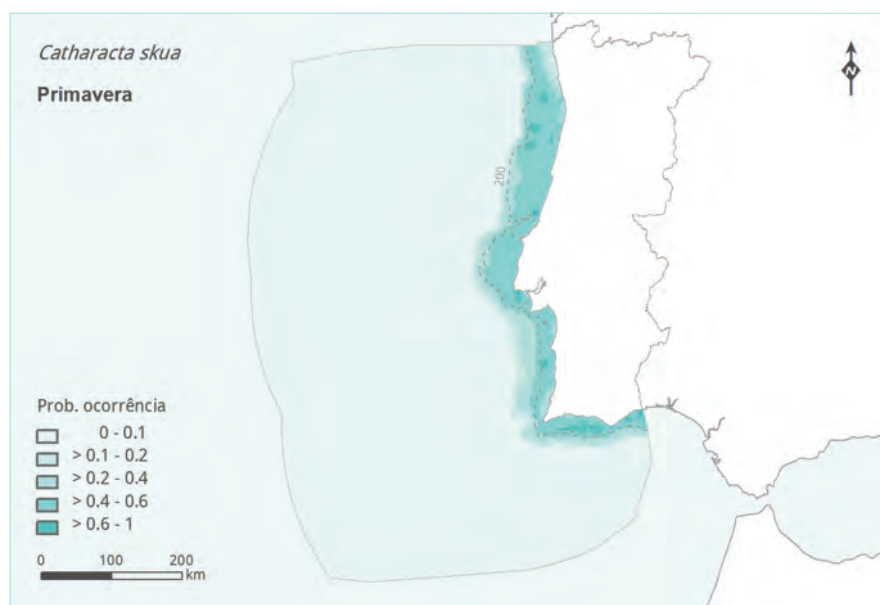 Catharacta skua
Primavera
N
200
Prob. ocorrência
0 - 0.1
> 0.1 - 0.2
> 0.2 - 0.4
> 0.4 - 0.6
> 0.6 - 1
0 100 200
km